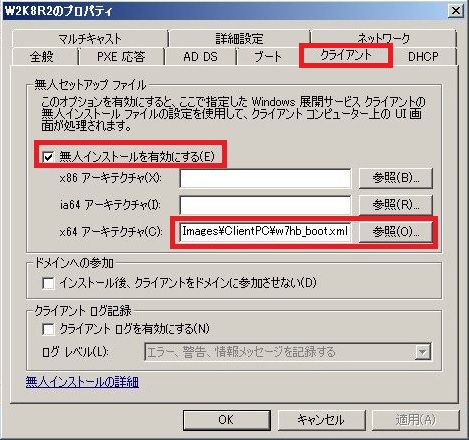 W2K8R2のプロパティ
マルチキャスト 詳細設定 ネットワーク
全般 PXE 応答 AD DS ブート クライアント DHCP
無人セットアップ ファイル
このオプションを有効にすると、ここで指定した Windows 展開サービス クライアントの
無人インストール ファイルの設定を使用して、クライアント コンピューター上の UI 画
面が処理されます。
無人インストールを有効にする(E)
x86 アーキテクチャ(X): 参照(B)...
ia64 アーキテクチャ(I): 参照(R)...
x64 アーキテクチャ(C): Images¥ClientPC¥w7hb_boot.xml 参照(O)...
ドメインへの参加
インストール後、クライアントをドメインに参加させない(D)
クライアント ログ記録
クライアント ログを有効にする(N)
ログ レベル(L): エラー、警告、情報メッセージを記録する
無人インストールの詳細
OK キャンセル 適用(A)